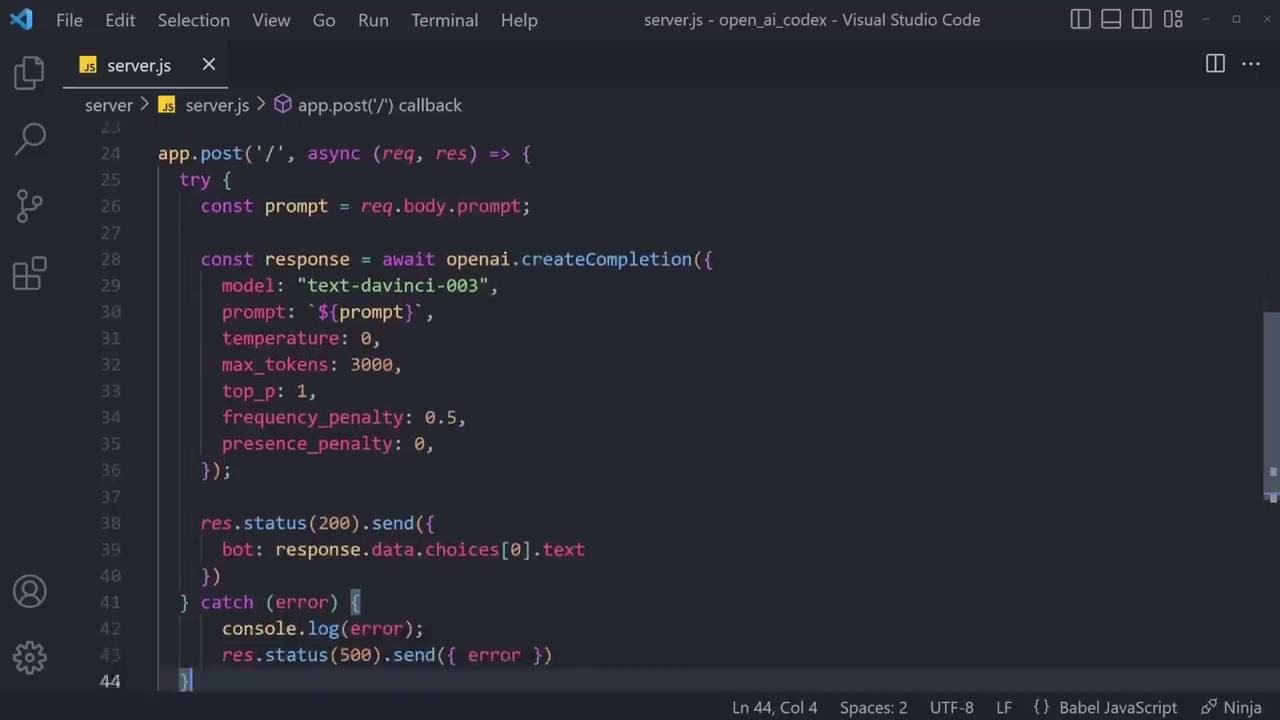 File Edit Selection View Go Run Terminal Help server.js - open_ai_codex - Visual Studio Code
JS server.js
server > JS server.js > app.post('/') callback
23
24 app.post('/', async (req, res) => {
25 try {
26 const prompt = req.body.prompt;
27
28 const response = await openai.createCompletion({
29 model: "text-davinci-003",
30 prompt: `${prompt}`,
31 temperature: 0,
32 max_tokens: 3000,
33 top_p: 1,
34 frequency_penalty: 0.5,
35 presence_penalty: 0,
36 });
37
38 res.status(200).send({
39 bot: response.data.choices[0].text
40 })
41 } catch (error) {
42 console.log(error);
43 res.status(500).send({ error })
44 }
Ln 44, Col 4 Spaces: 2 UTF-8 LF {} Babel JavaScript Ninja